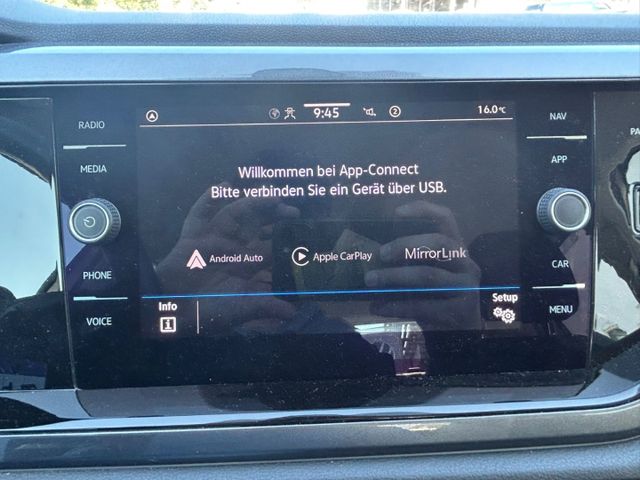 RADIO
MEDIA
PHONE
VOICE
9:45
2
16.0°C
Willkommen bei App-Connect
Bitte verbinden Sie ein Gerät über USB.
Android Auto
Apple CarPlay
MirrorLink
Info
Setup
NAV
APP
CAR
MENU